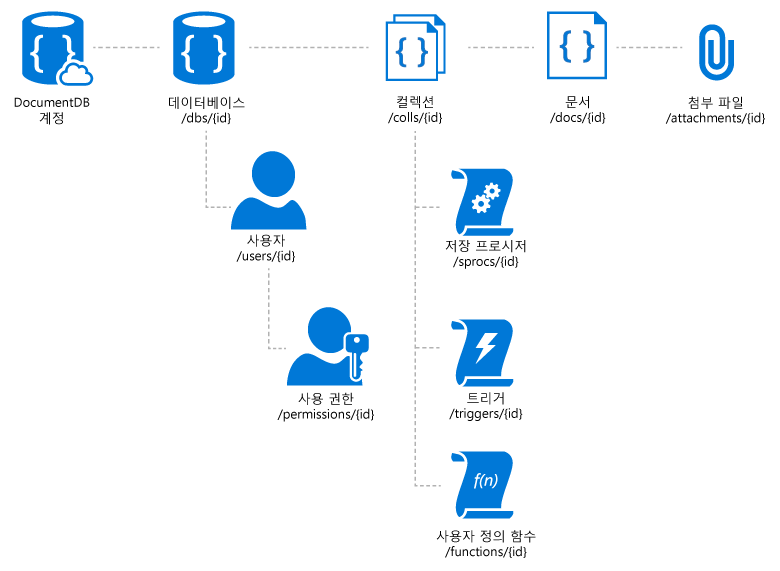 DocumentDB
계정
데이터베이스
/dbs/{id}
컬렉션
/colls/{id}
문서
/docs/{id}
첨부 파일
/attachments/{id}
사용자
/users/{id}
저장 프로시저
/sprocs/{id}
사용 권한
/permissions/{id}
트리거
/triggers/{id}
f(n)
사용자 정의 함수
/functions/{id}